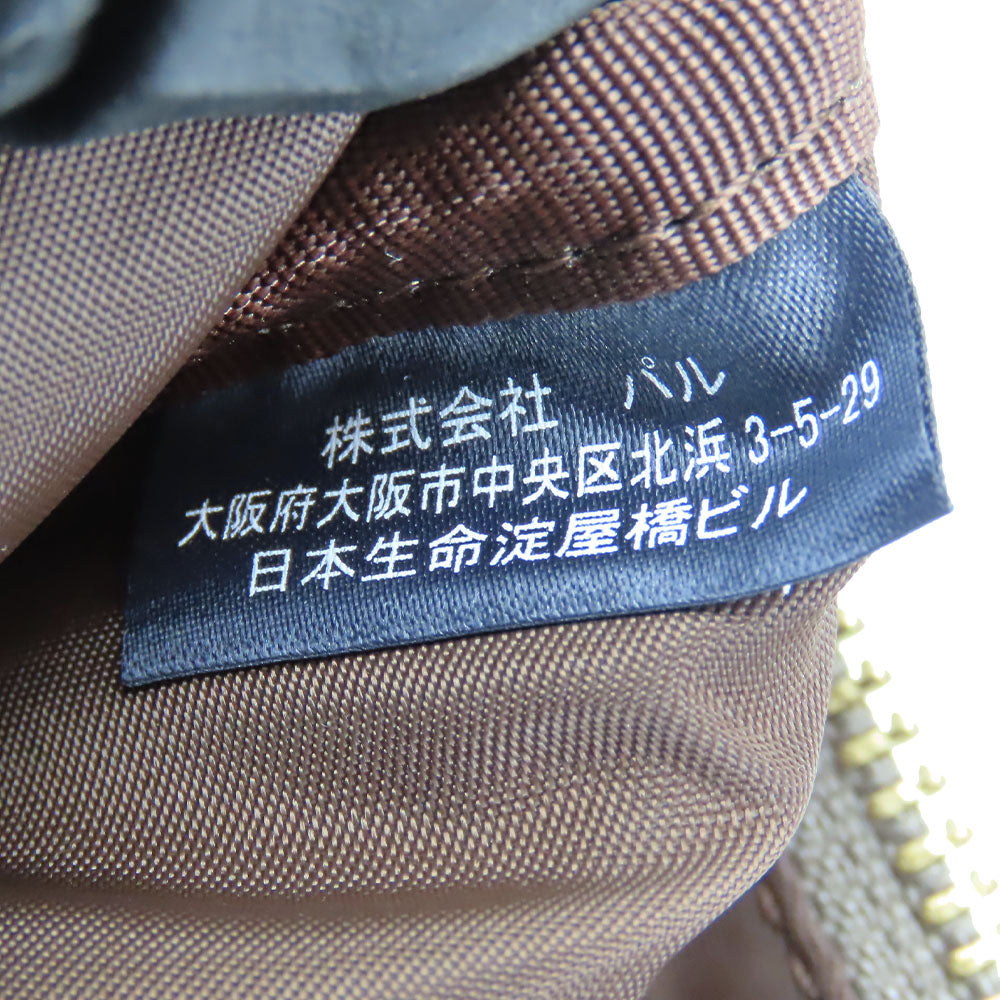 株式会社　パル
大阪府大阪市中央区北浜3-5-29
日本生命淀屋橋ビル